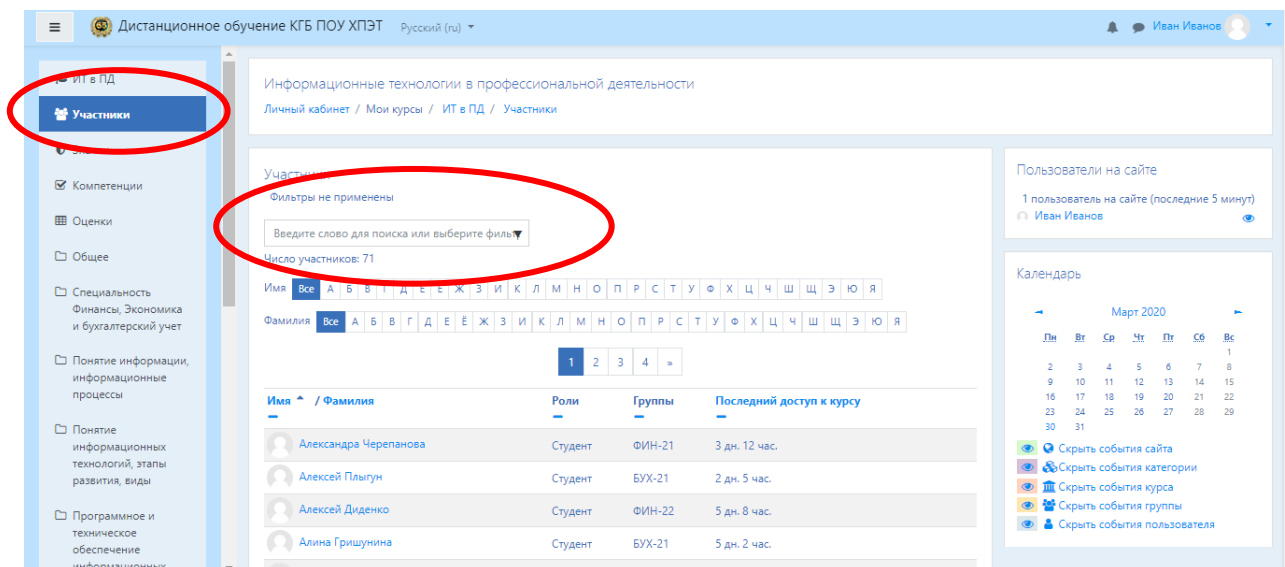 Дистанционное обучение КГБ ПОУ ХПЭТ Русский (ru)
Иван Иванов
ИТ в ПД
Участники
Компетенции
Оценки
Общее
Специальность
Финансы, Экономика
и бухгалтерский учет
Понятие информации,
информационные
процессы
Понятие
информационных
технологий, этапы
развития, виды
Программное и
техническое
обеспечение
информационных
Информационные технологии в профессиональной деятельности
Личный кабинет / Мои курсы / ИТ в ПД / Участники
Участники
Фильтры не применены
Введите слово для поиска или выберите фильт
Число участников: 71
Имя Все А Б В Г Д Е Ё Ж З И К Л М Н О П Р С Т У Ф Х Ц Ч Ш Щ Э Ю Я
Фамилия Все А Б В Г Д Е Ё Ж З И К Л М Н О П Р С Т У Ф Х Ц Ч Ш Щ Э Ю Я
1 2 3 4 »
Имя / Фамилия Роли Группы Последний доступ к курсу
Александра Черепанова Студент ФИН-21 3 дн. 12 час.
Алексей Плыгун Студент БУХ-21 2 дн. 5 час.
Алексей Диденко Студент ФИН-22 5 дн. 8 час.
Алина Гришунина Студент БУХ-21 5 дн. 2 час.
Пользователи на сайте
1 пользователь на сайте (последние 5 минут)
Иван Иванов
Календарь
Март 2020
Пн Вт Ср Чт Пт Сб Вс
1
2 3 4 5 6 7 8
9 10 11 12 13 14 15
16 17 18 19 20 21 22
23 24 25 26 27 28 29
30 31
Скрыть события сайта
Скрыть события категории
Скрыть события курса
Скрыть события группы
Скрыть события пользователя